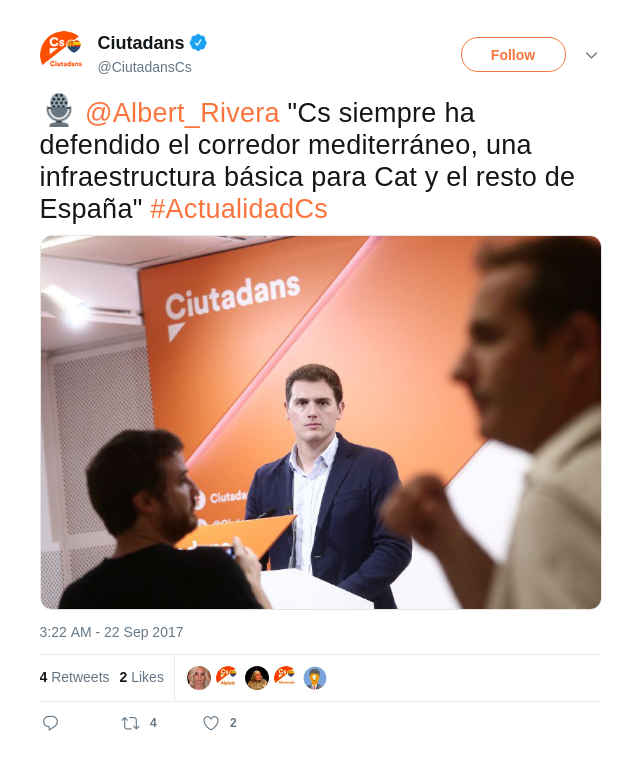 Cs
Ciutadans
Ciutadans
@CiutadansCs
Follow
@Albert_Rivera "Cs siempre ha
defendido el corredor mediterráneo, una
infraestructura básica para Cat y el resto de
España" #ActualidadCs
Ciutadans
Ciutada
3:22 AM - 22 Sep 2017
4 Retweets 2 Likes
4 2